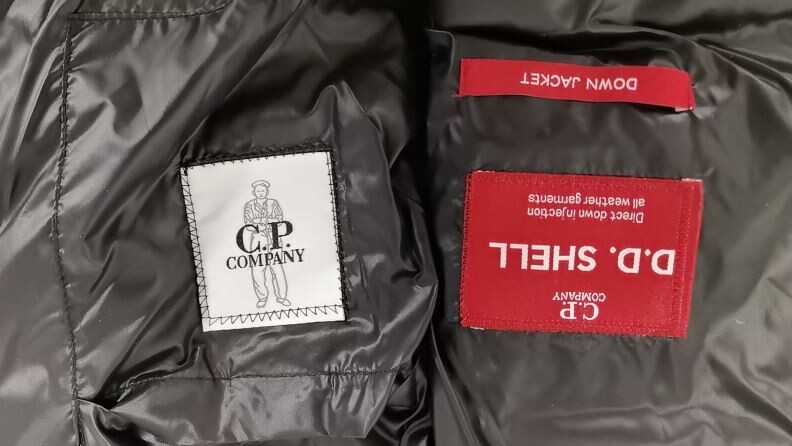 C.P.
COMPANY
DOWN JACKET
C.P.
COMPANY
D.D. SHELL
Direct down injection
all weather garments